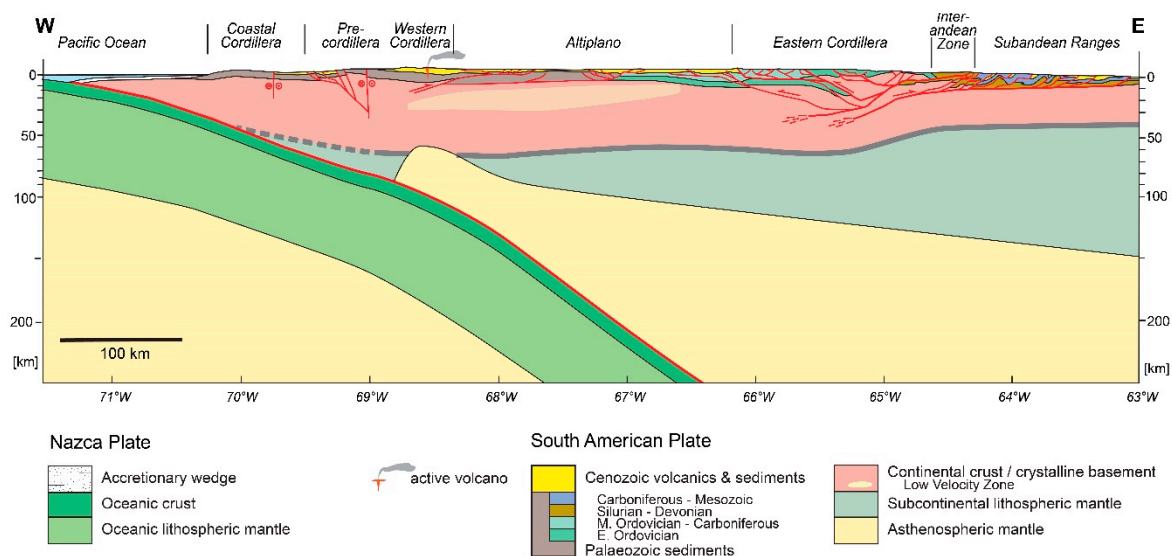 W
E
Pacific Ocean
Coastal
Cordillera
Pre-
cordillera
Western
Cordillera
Altiplano
Eastern Cordillera
Inter-
andean
Zone
Subandean Ranges
0
50
100
200
[km]
0
50
100
200
[km]
100 km
71°W
70°W
69°W
68°W
67°W
66°W
65°W
64°W
63°W
Nazca Plate
Accretionary wedge
Oceanic crust
Oceanic lithospheric mantle
active volcano
South American Plate
Cenozoic volcanics & sediments
Carboniferous - Mesozoic
Silurian - Devonian
M. Ordovician - Carboniferous
E. Ordovician
Palaeozoic sediments
Continental crust / crystalline basement
Low Velocity Zone
Subcontinental lithospheric mantle
Asthenospheric mantle